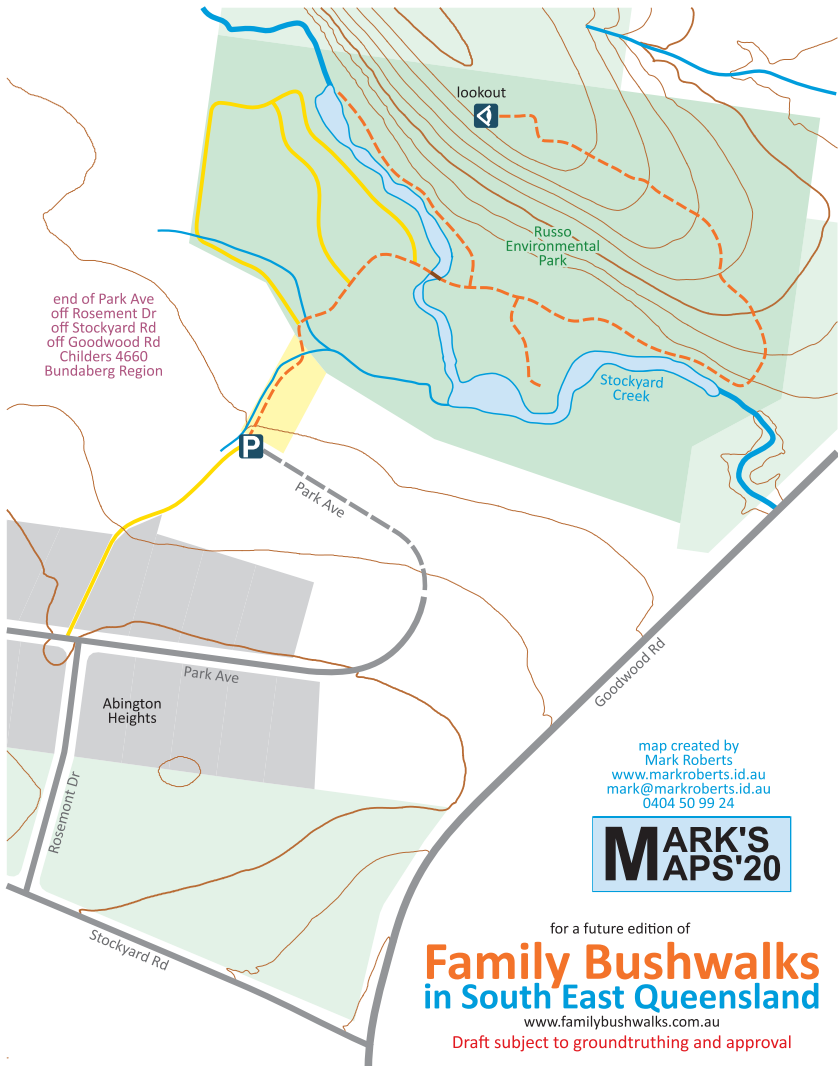 lookout
Russo
Environmental
Park
end of Park Ave
off Rosement Dr
off Stockyard Rd
off Goodwood Rd
Childers 4660
Bundaberg Region
Stockyard
Creek
P
Park Ave
Goodwood Rd
Park Ave
Abington
Heights
Rosemont Dr
Stockyard Rd
map created by
Mark Roberts
www.markroberts.id.au
mark@markroberts.id.au
0404 50 99 24
MARK'S
MAPS'20
for a future edition of
Family Bushwalks
in South East Queensland
www.familybushwalks.com.au
Draft subject to groundtruthing and approval